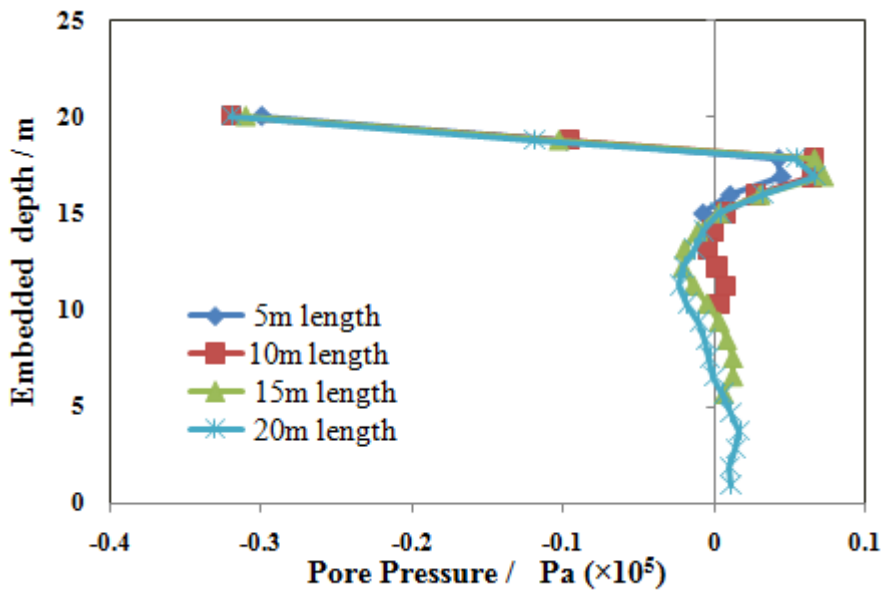 25
20
15
10
5
0
Embedded depth / m
5m length
10m length
15m length
20m length
-0.4 -0.3 -0.2 -0.1 0 0.1
Pore Pressure / Pa (×10⁵)